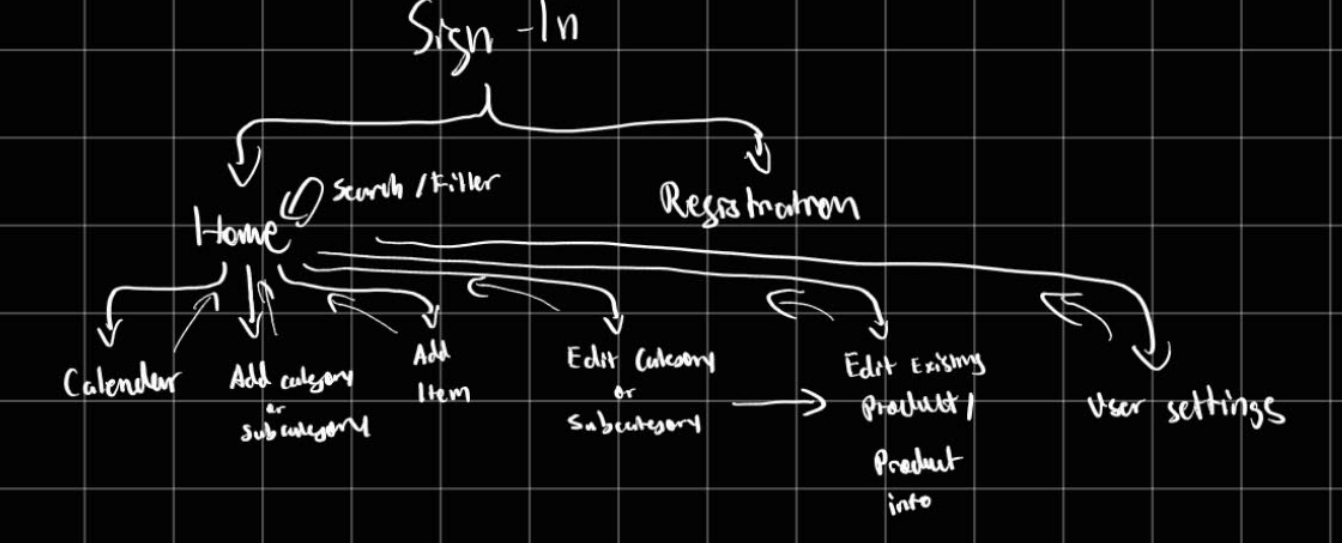 Sign-In
Search/Filter
Home
Registration
Calender
Add category
or
Subcategory
Add
Item
Edit Category
or
Subcategory
Edit Existing
Product/
Product
info
User settings